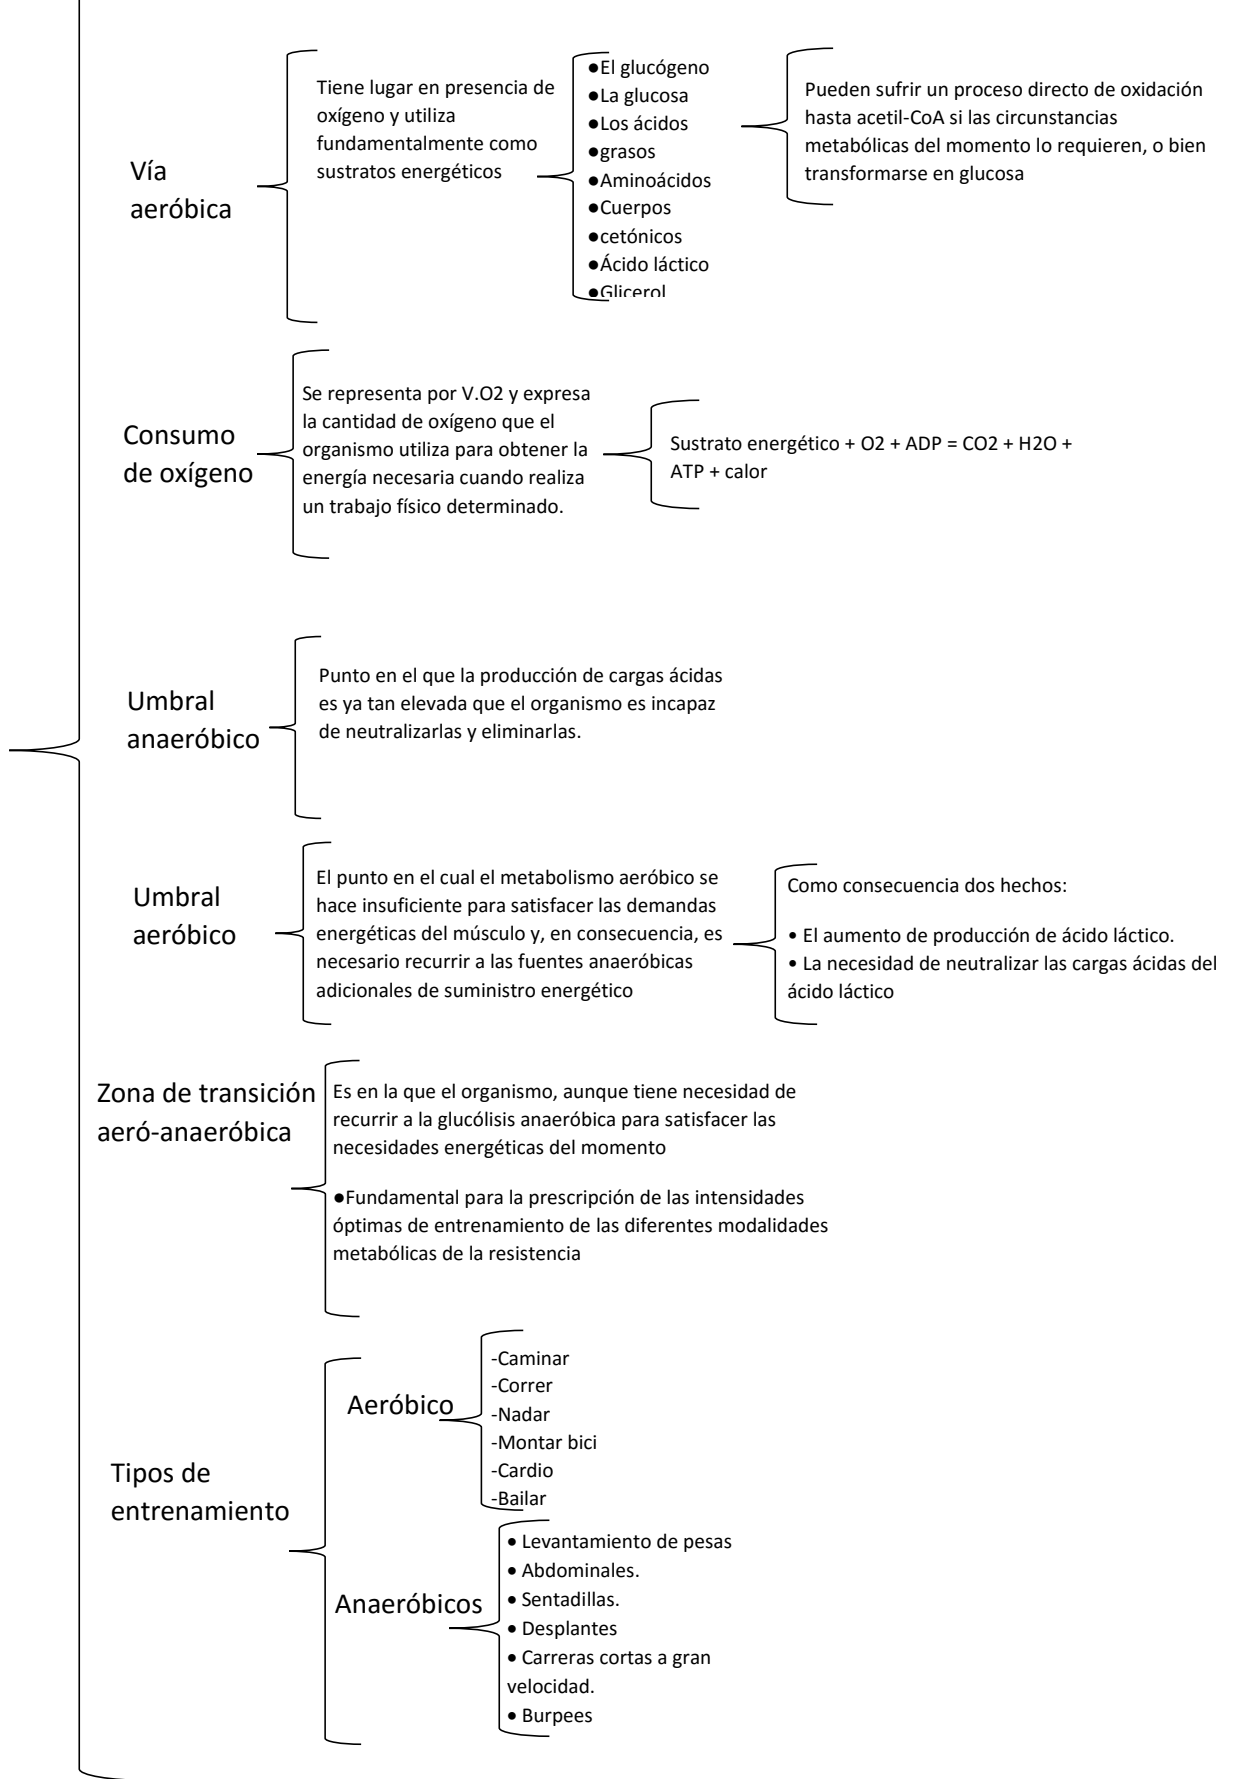 Vía
aeróbica
Tiene lugar en presencia de
oxígeno y utiliza
fundamentalmente como
sustratos energéticos
●El glucógeno
●La glucosa
●Los ácidos
●grasos
●Aminoácidos
●Cuerpos
●cetónicos
●Ácido láctico
●Glicerol
Pueden sufrir un proceso directo de oxidación
hasta acetil-CoA si las circunstancias
metabólicas del momento lo requieren, o bien
transformarse en glucosa
Consumo
de oxígeno
Se representa por V.O2 y expresa
la cantidad de oxígeno que el
organismo utiliza para obtener la
energía necesaria cuando realiza
un trabajo físico determinado.
Sustrato energético + O2 + ADP = CO2 + H2O +
ATP + calor
Umbral
anaeróbico
Punto en el que la producción de cargas ácidas
es ya tan elevada que el organismo es incapaz
de neutralizarlas y eliminarlas.
Umbral
aeróbico
El punto en el cual el metabolismo aeróbico se
hace insuficiente para satisfacer las demandas
energéticas del músculo y, en consecuencia, es
necesario recurrir a las fuentes anaeróbicas
adicionales de suministro energético
Como consecuencia dos hechos:
• El aumento de producción de ácido láctico.
• La necesidad de neutralizar las cargas ácidas del
ácido láctico
Zona de transición
aeró-anaeróbica
Es en la que el organismo, aunque tiene necesidad de
recurrir a la glucólisis anaeróbica para satisfacer las
necesidades energéticas del momento
●Fundamental para la prescripción de las intensidades
óptimas de entrenamiento de las diferentes modalidades
metabólicas de la resistencia
Tipos de
entrenamiento
Aeróbico
-Caminar
-Correr
-Nadar
-Montar bici
-Cardio
-Bailar
Anaeróbicos
• Levantamiento de pesas
• Abdominales.
• Sentadillas.
• Desplantes
• Carreras cortas a gran
velocidad.
• Burpees